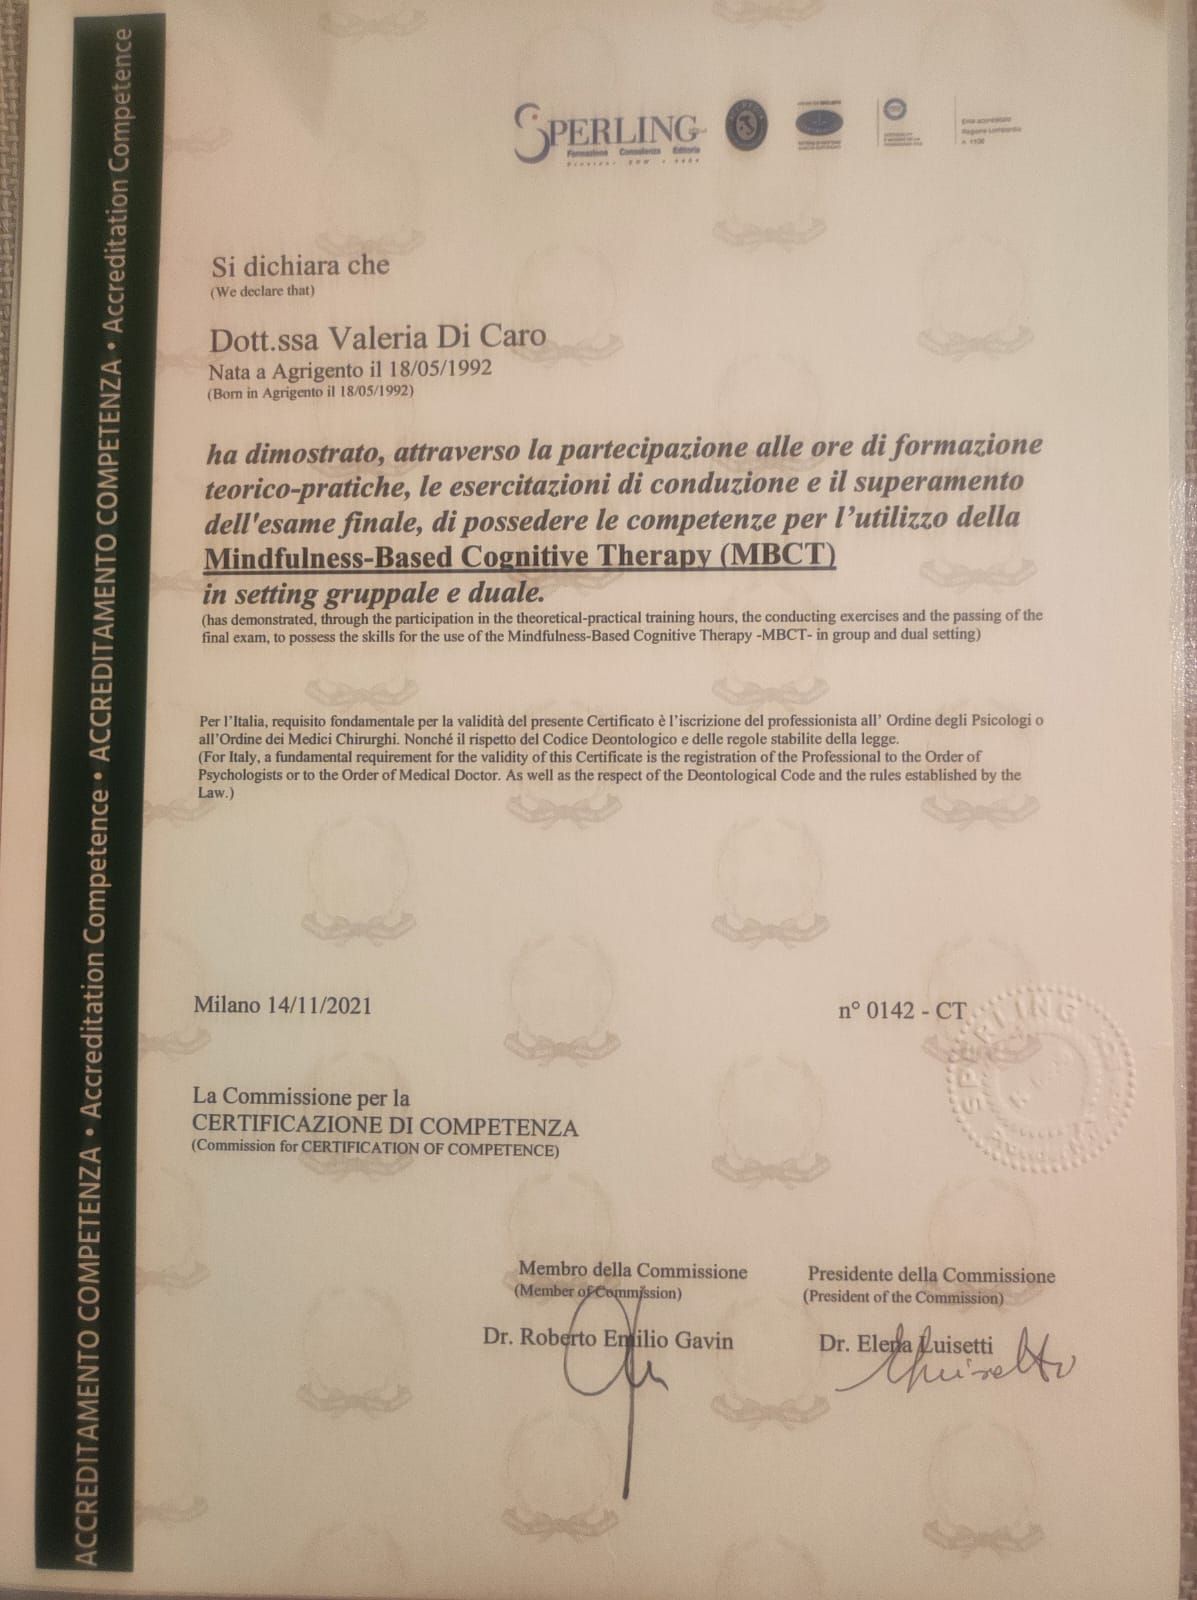 SPERLING
Formazione Consulenza Editoria
Ente accreditato
Regione Lombardia
Si dichiara che
(We declare that)
Dott.ssa Valeria Di Caro
Nata a Agrigento il 18/05/1992
(Born in Agrigento il 18/05/1992)
ha dimostrato, attraverso la partecipazione alle ore di formazione
teorico-pratiche, le esercitazioni di conduzione e il superamento
dell'esame finale, di possedere le competenze per l’utilizzo della
Mindfulness-Based Cognitive Therapy (MBCT)
in setting gruppale e duale.
(has demonstrated, through the participation in the theoretical-practical training hours, the conducting exercises and the passing of the
final exam, to possess the skills for the use of the Mindfulness-Based Cognitive Therapy -MBCT- in group and dual setting)
Per l’Italia, requisito fondamentale per la validità del presente Certificato è l’iscrizione del professionista all’ Ordine degli Psicologi o
all’Ordine dei Medici Chirurghi. Nonché il rispetto del Codice Deontologico e delle regole stabilite della legge.
(For Italy, a fundamental requirement for the validity of this Certificate is the registration of the Professional to the Order of
Psychologists or to the Order of Medical Doctor. As well as the respect of the Deontological Code and the rules established by the
Law.)
Milano 14/11/2021
n° 0142 - CT
SPERLING
La Commissione per la
CERTIFICAZIONE DI COMPETENZA
(Commission for CERTIFICATION OF COMPETENCE)
Membro della Commissione
(Member of Commission)
Dr. Roberto Emilio Gavin
Presidente della Commissione
(President of the Commission)
Dr. Elena Luisetti
ACCREDITAMENTO COMPETENZA • Accreditation Competence • ACCREDITAMENTO COMPETENZA • Accreditation Competence